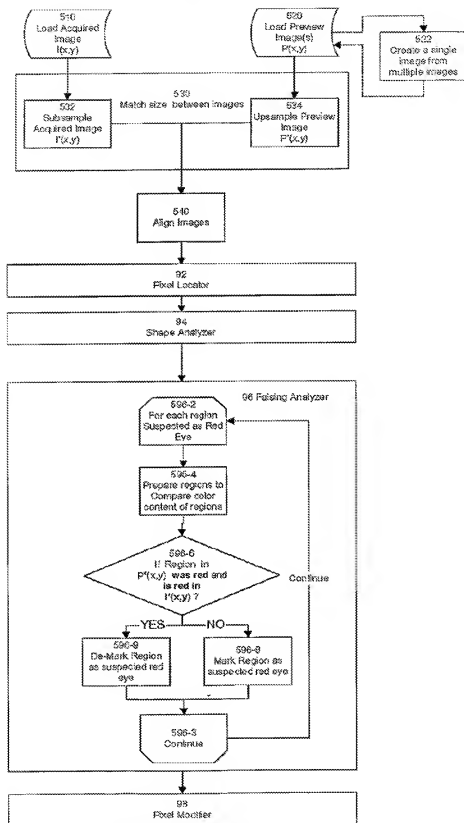 510
Load Acquired
Image
I(x,y)
520
Load Preview
Image(s)
P(x,y)
522
Create a single
image from
multiple images
530
Match size between images
532
Subsample
Acquired Image
I'(x,y)
534
Upsample Preview
Image
P'(x,y)
540
Align Images
92
Pixel Locator
94
Shape Analyzer
96 Falsing Analyzer
596-2
For each region
Suspected as Red
Eye
596-4
Prepare regions to
Compare color
content of regions
596-6
If Region in
P"(x,y) was red and
is red in
I"(x,y) ?
Continue
YES
NO
596-9
De-Mark Region
as suspected red
eye
596-8
Mark Region as
suspected red eye
596-3
Continue
98
Pixel Modifier